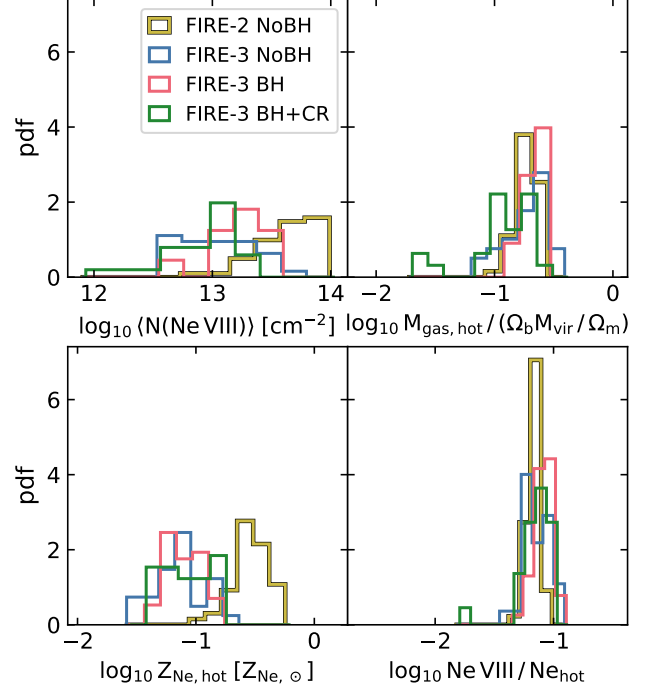 6
4
2
0
pdf
FIRE-2 NoBH
FIRE-3 NoBH
FIRE-3 BH
FIRE-3 BH+CR
12 13 14
−2 −1 0
log₁₀ ⟨N(Ne VIII)⟩ [cm⁻²]
log₁₀ M_gas, hot / (Ω_b M_vir / Ω_m)
6
4
2
0
pdf
−2 −1 0
−2 −1
log₁₀ Z_Ne, hot [Z_Ne, ⊙]
log₁₀ Ne VIII / Ne_hot